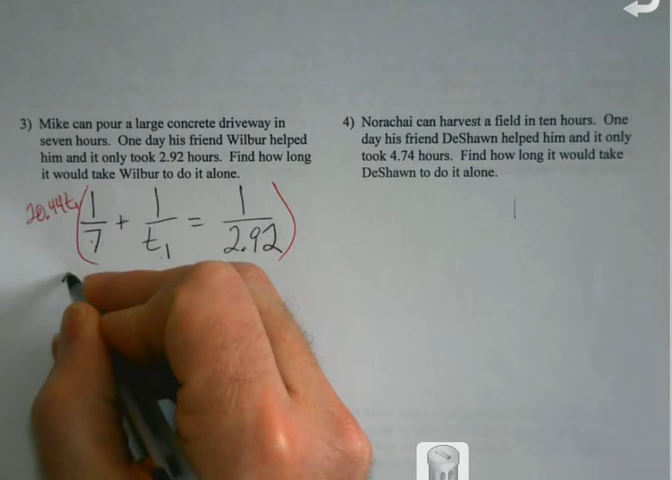 3) Mike can pour a large concrete driveway in
seven hours. One day his friend Wilbur helped
him and it only took 2.92 hours. Find how long
it would take Wilbur to do it alone.
20.44t₁(1/7 + 1/t₁ = 1/2.92)
4) Norachai can harvest a field in ten hours. One
day his friend DeShawn helped him and it only
took 4.74 hours. Find how long it would take
DeShawn to do it alone.